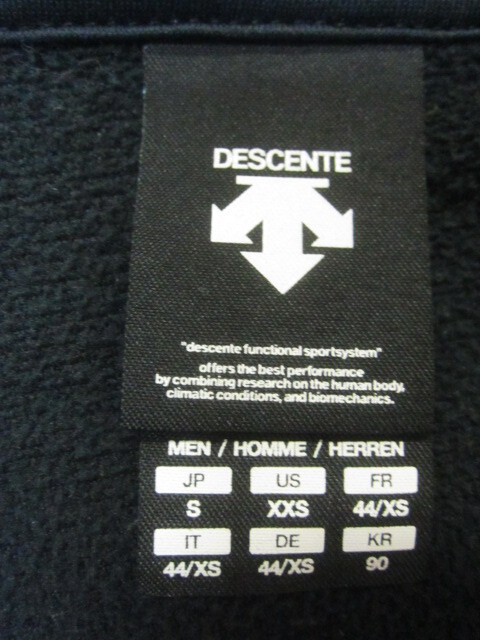 DESCENTE
"descente functional sportsystem"
offers the best performance
by combining research on the human body,
climatic conditions, and biomechanics.
MEN / HOMME / HERREN
JP US FR
S XXS 44/XS
IT DE KR
44/XS 44/XS 90